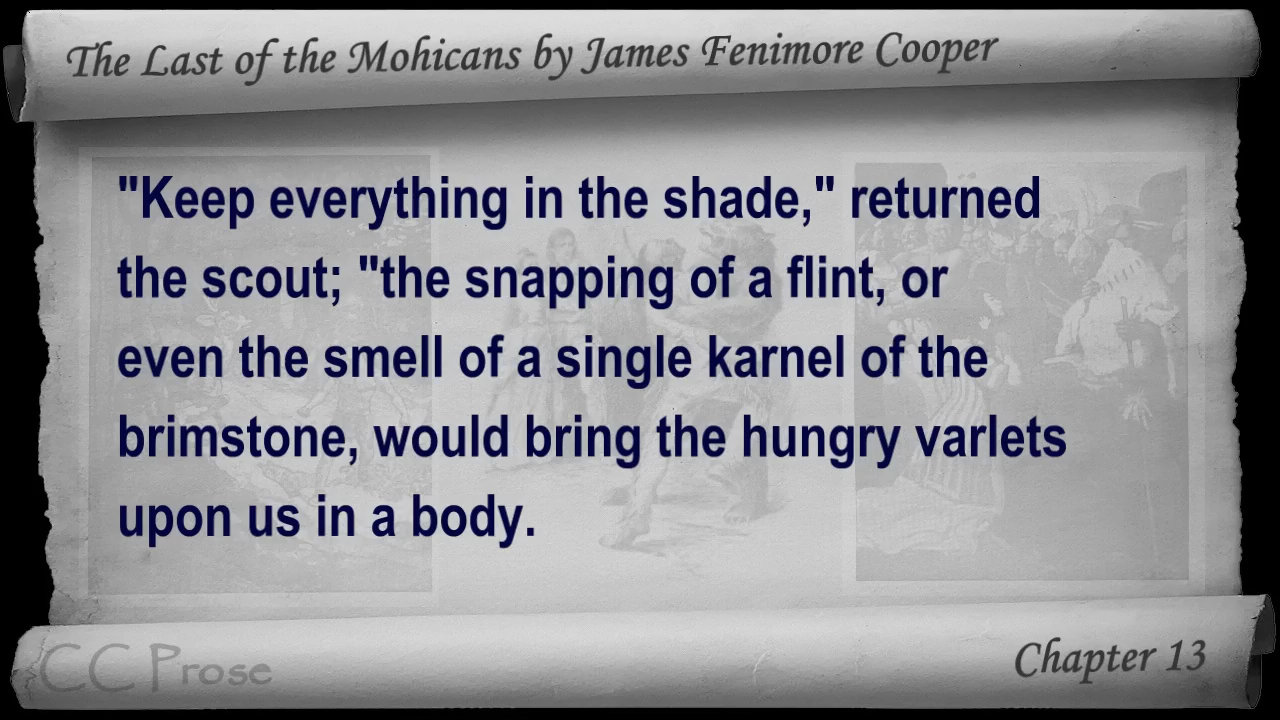 The Last of the Mohicans by James Fenimore Cooper
"Keep everything in the shade," returned
the scout; "the snapping of a flint, or
even the smell of a single karnel of the
brimstone, would bring the hungry varlets
upon us in a body.
CC Prose
Chapter 13